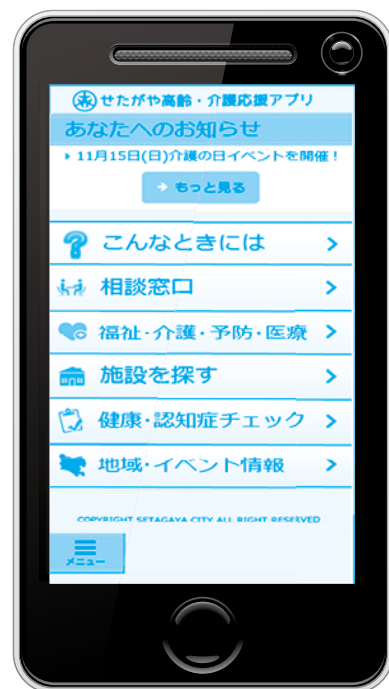 せたがや高齢・介護応援アプリ
あなたへのお知らせ
11月15日(日)介護の日イベントを開催！
もっと見る
こんなときには
相談窓口
福祉・介護・予防・医療
施設を探す
健康・認知症チェック
地域・イベント情報
COPYRIGHT SETAGAYA CITY ALL RIGHT RESERVED
メニュー